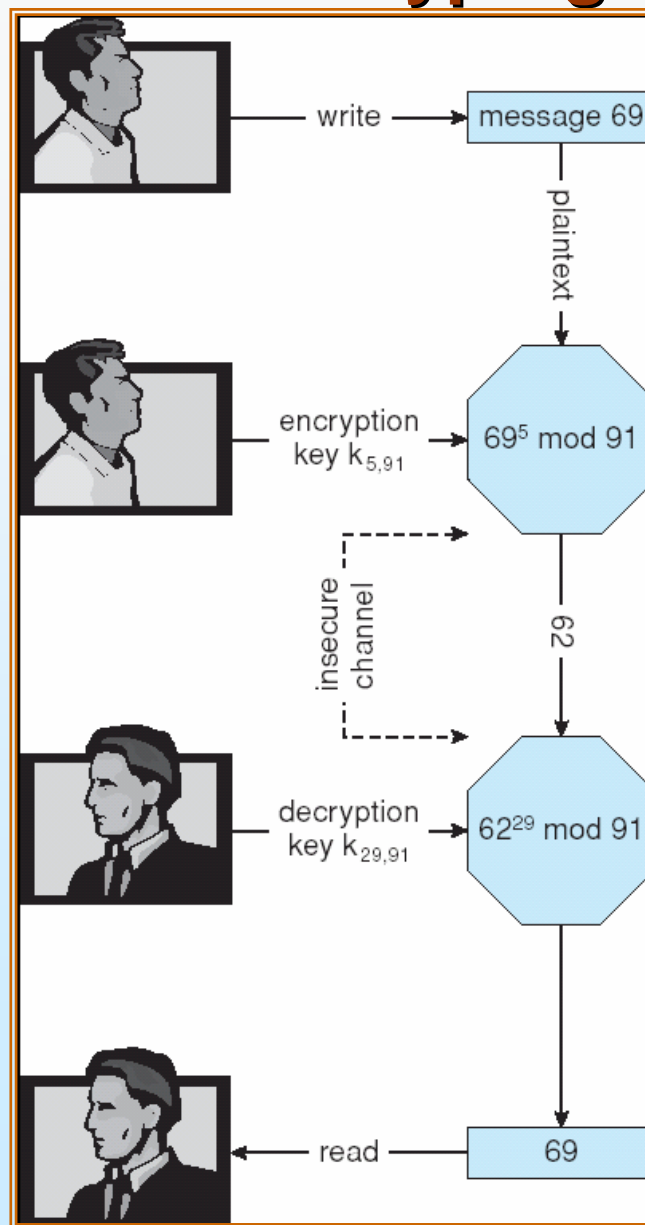 write
message 69
plaintext
encryption
key k5,91
69⁵ mod 91
insecure
channel
62
decryption
key k29,91
62²⁹ mod 91
read
69